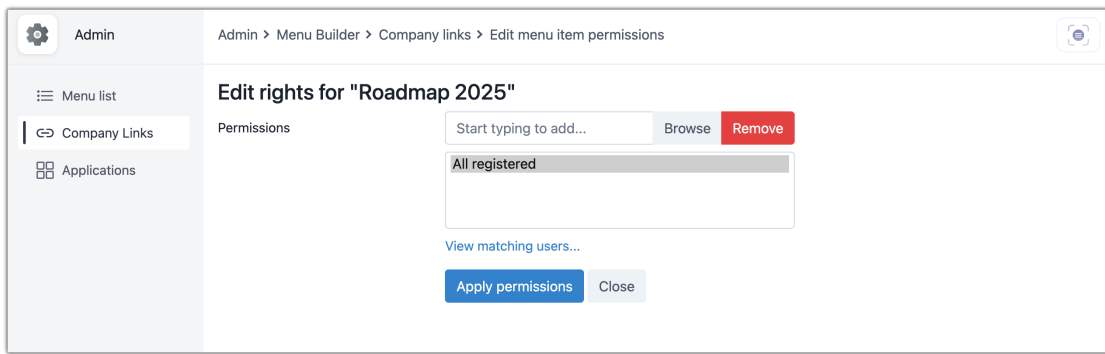 Admin
Admin > Menu Builder > Company links > Edit menu item permissions
Menu list
Company Links
Applications
Edit rights for "Roadmap 2025"
Permissions
Start typing to add...
Browse
Remove
All registered
View matching users...
Apply permissions
Close